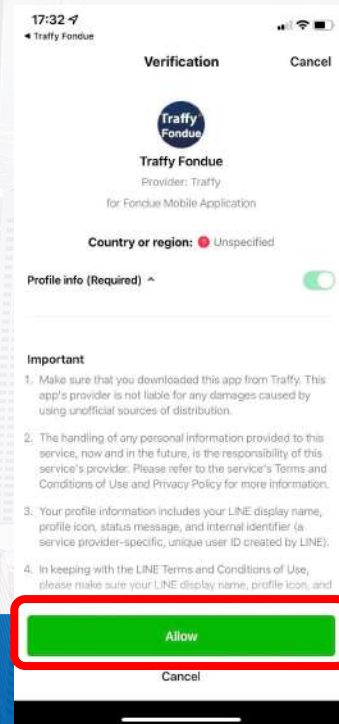 17:32
◀ Traffy Fondue
Verification Cancel
Traffy
Fondue
Traffy Fondue
Provider: Traffy
for Fondue Mobile Application
Country or region: Unspecified
Profile info (Required)
Important
1. Make sure that you downloaded this app from Traffy. This
app's provider is not liable for any damages caused by
using unofficial sources of distribution.
2. The handling of any personal information provided to this
service, now and in the future, is the responsibility of this
service's provider. Please refer to the service's Terms and
Conditions of Use and Privacy Policy for more information.
3. Your profile information includes your LINE display name,
profile icon, status message, and internal identifier (a
service provider-specific, unique user ID created by LINE).
4. In keeping with the LINE Terms and Conditions of Use,
please make sure your LINE display name, profile icon, and
Allow
Cancel